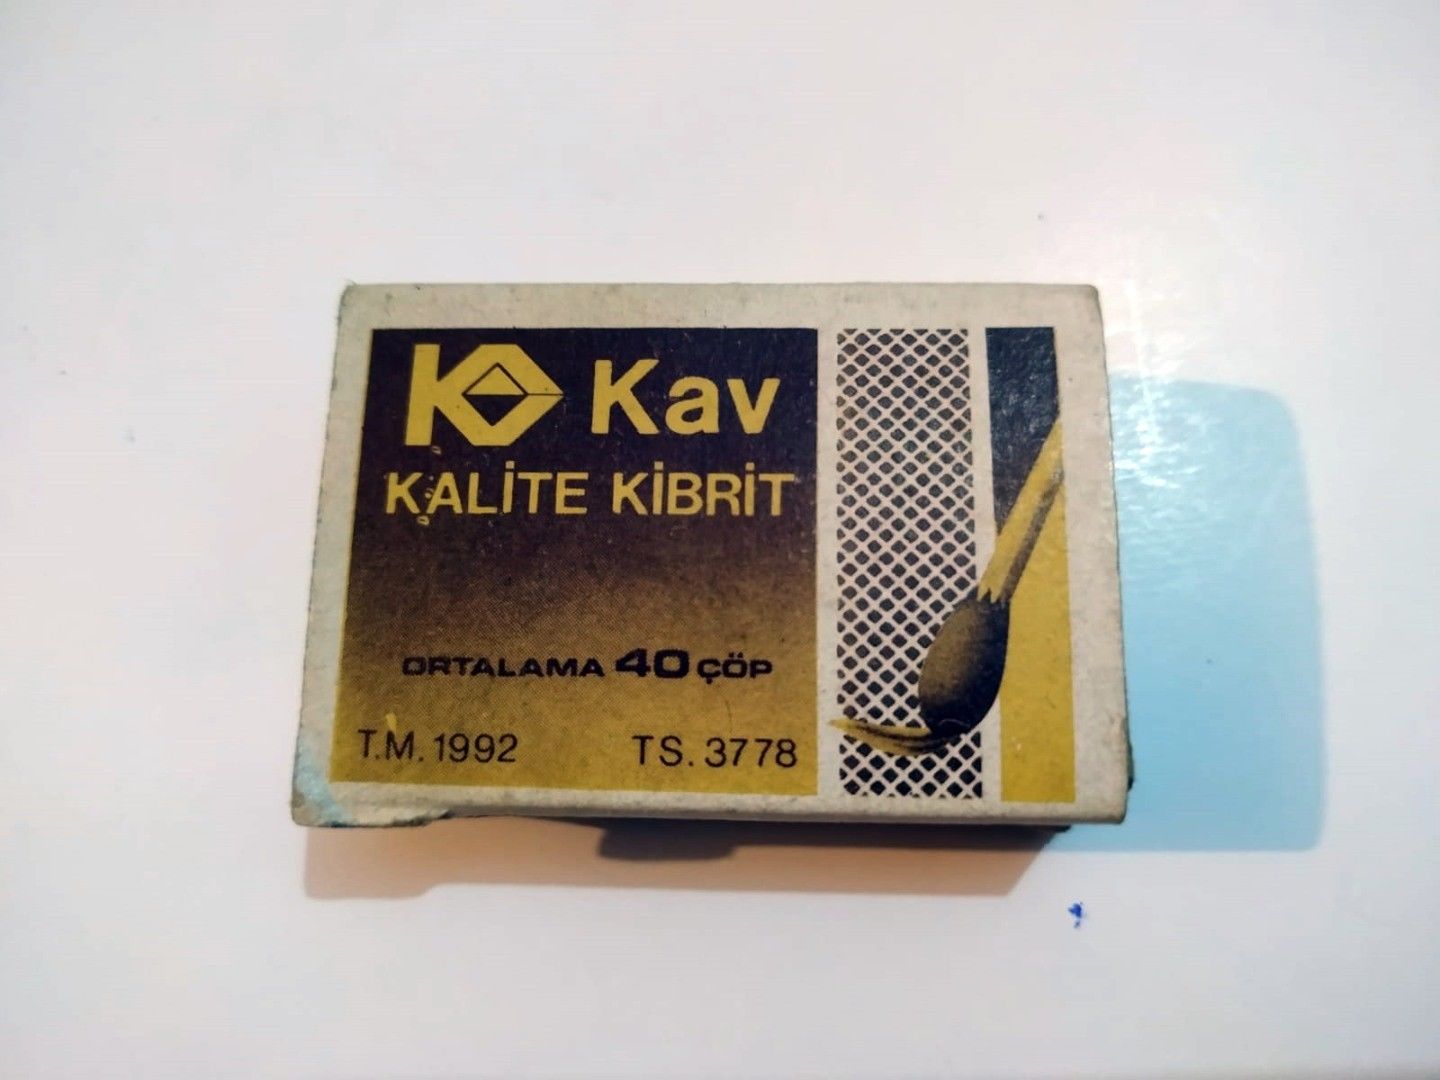 Kav
KALİTE KİBRİT
ORTALAMA 40 ÇÖP
T.M. 1992 TS. 3778